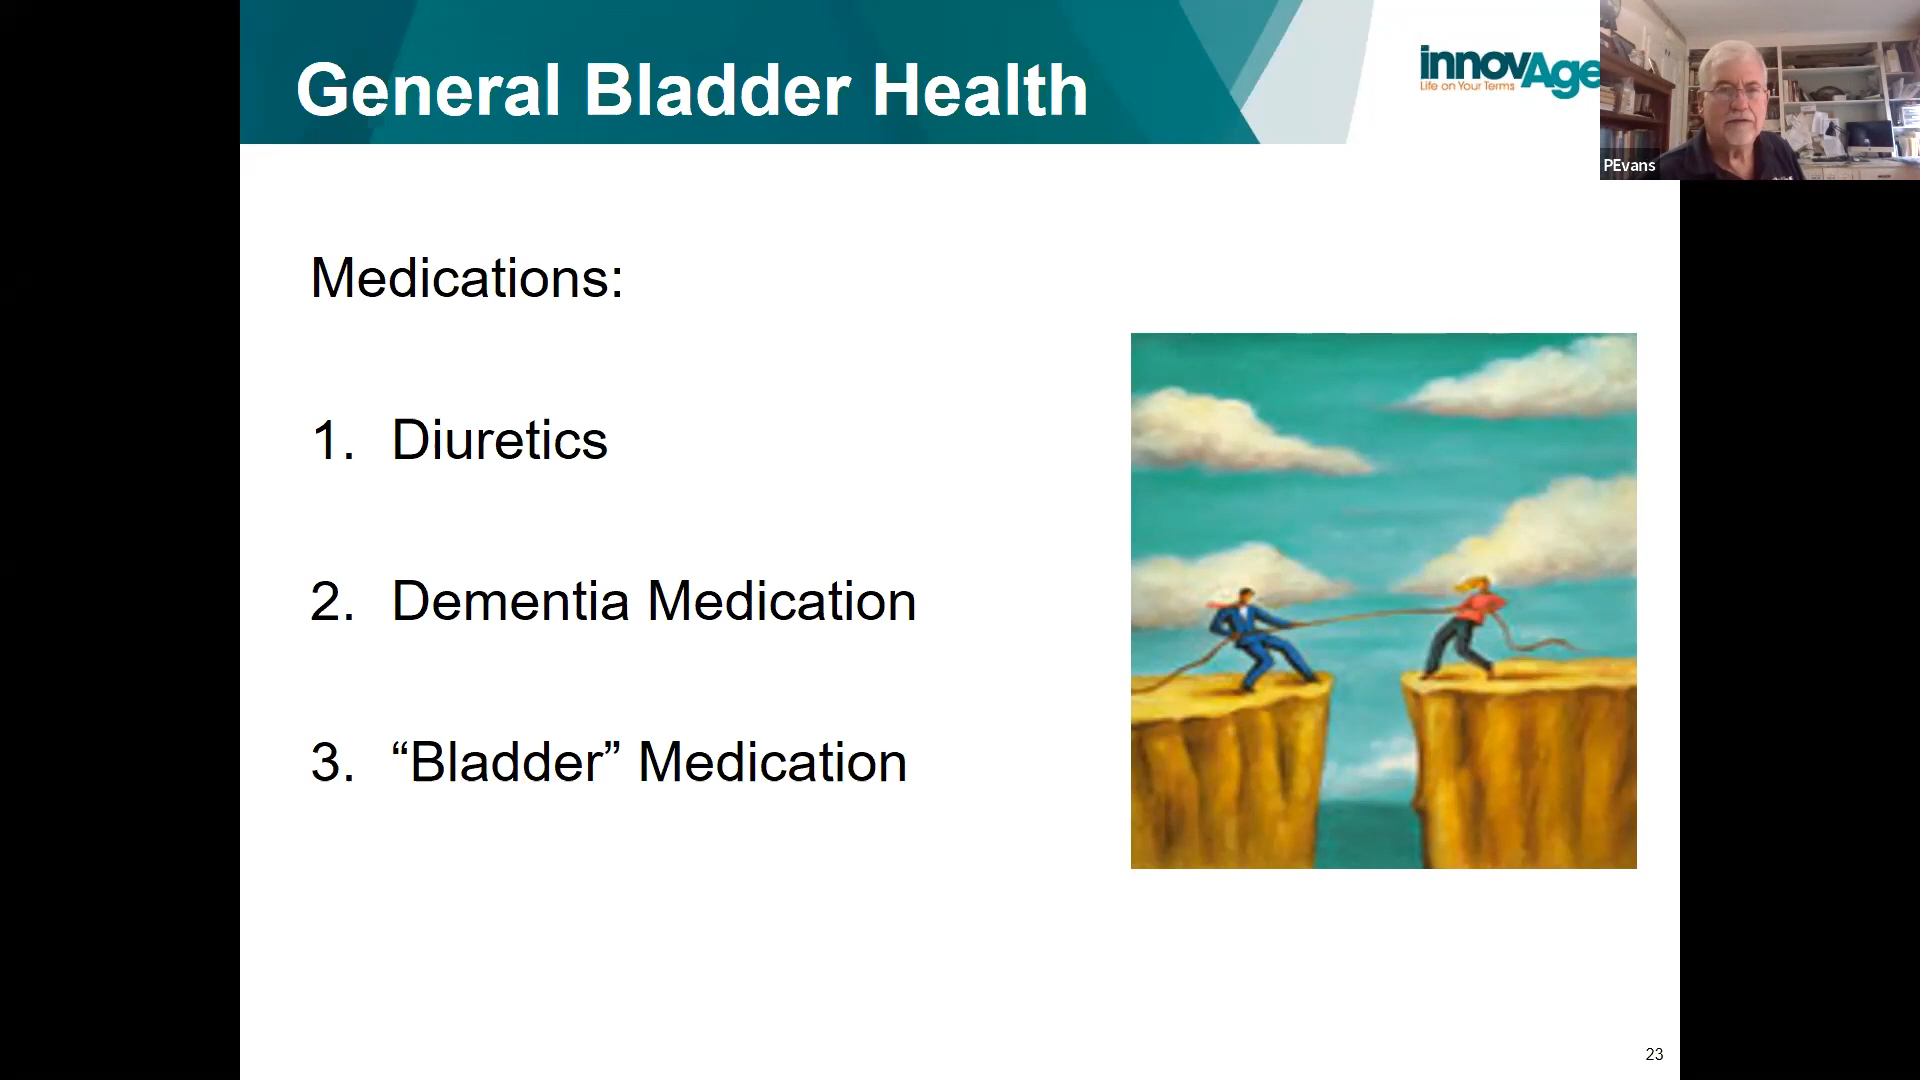 General Bladder Health
innovAge
Life on Your Terms
PEvans
Medications:
1. Diuretics
2. Dementia Medication
3. “Bladder” Medication
23